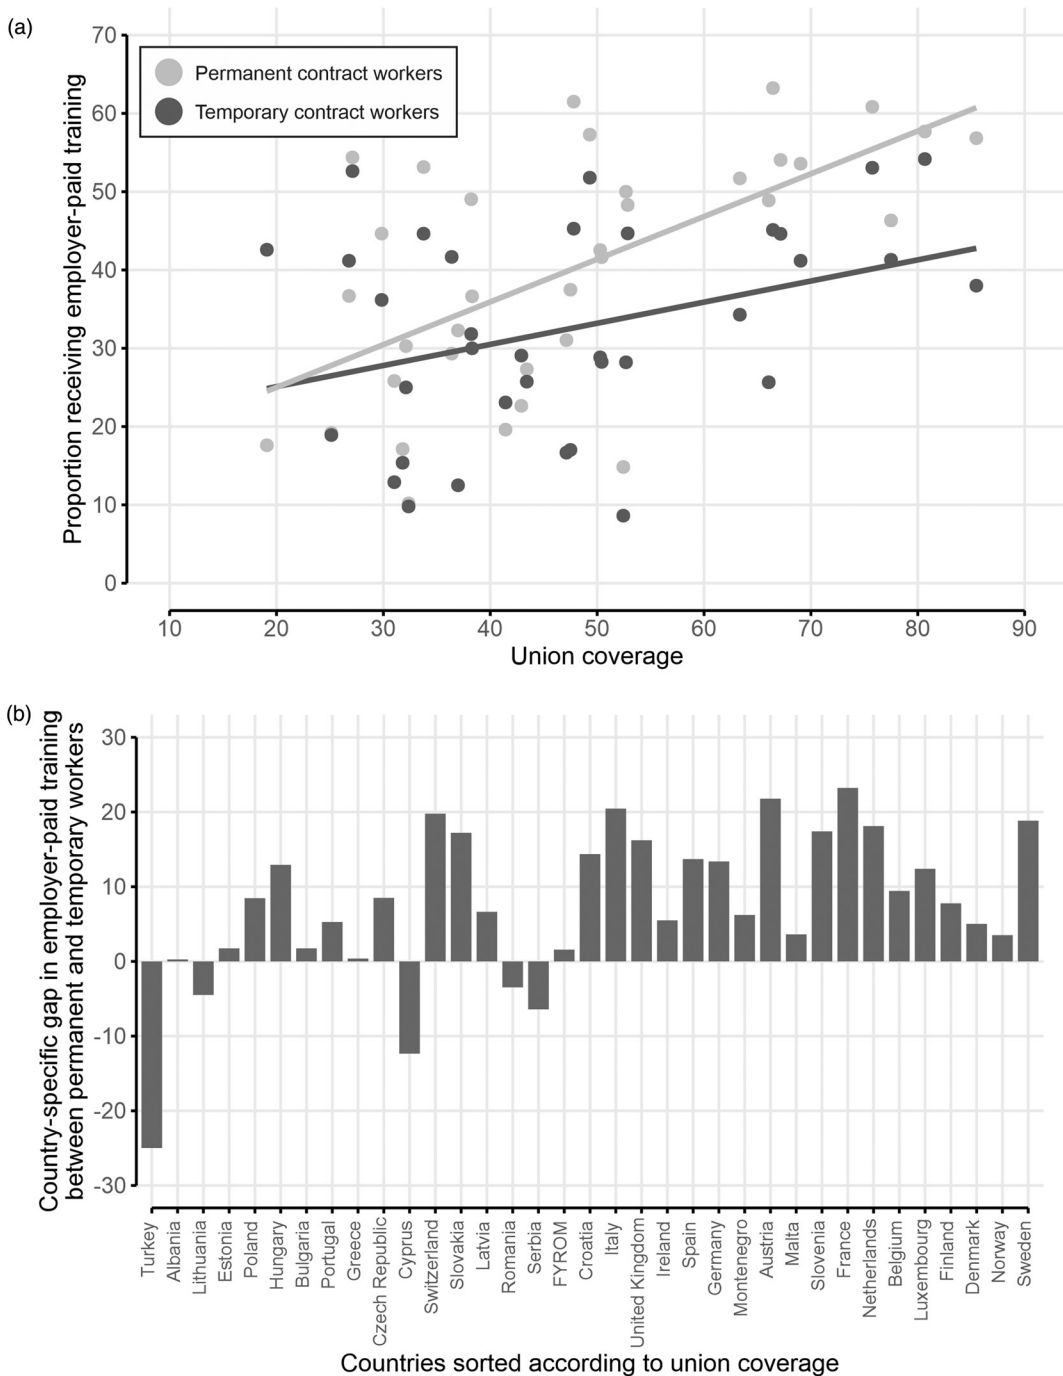 (a)
Proportion receiving employer-paid training
70
60
50
40
30
20
10
0
Permanent contract workers
Temporary contract workers
10 20 30 40 50 60 70 80 90
Union coverage
(b)
Country-specific gap in employer-paid training
between permanent and temporary workers
30
20
10
0
-10
-20
-30
Turkey
Albania
Lithuania
Estonia
Poland
Hungary
Bulgaria
Portugal
Greece
Czech Republic
Cyprus
Switzerland
Slovakia
Latvia
Romania
Serbia
FYROM
Croatia
Italy
United Kingdom
Ireland
Spain
Germany
Montenegro
Austria
Malta
Slovenia
France
Netherlands
Belgium
Luxembourg
Finland
Denmark
Norway
Sweden
Countries sorted according to union coverage